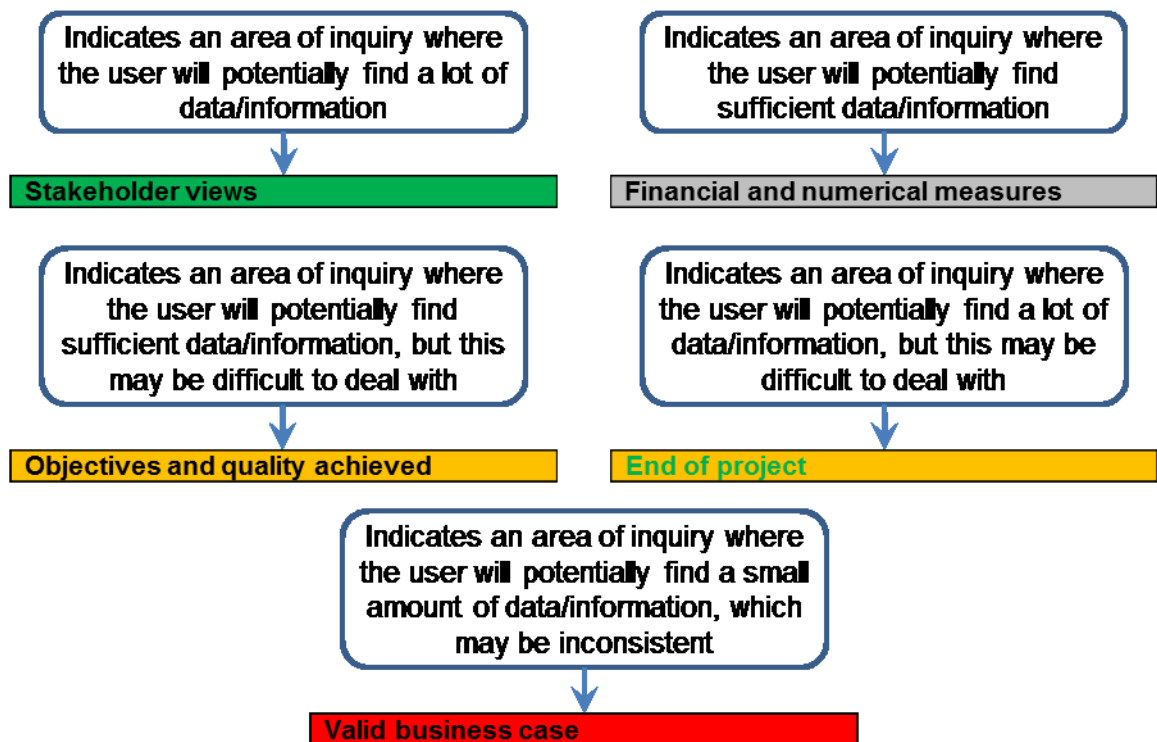 Indicates an area of inquiry where
the user will potentially find a lot of
data/information
Stakeholder views
Indicates an area of inquiry where
the user will potentially find
sufficient data/information
Financial and numerical measures
Indicates an area of inquiry where
the user will potentially find
sufficient data/information, but this
may be difficult to deal with
Objectives and quality achieved
Indicates an area of inquiry where
the user will potentially find a lot of
data/information, but this may be
difficult to deal with
End of project
Indicates an area of inquiry where
the user will potentially find a small
amount of data/information, which
may be inconsistent
Valid business case